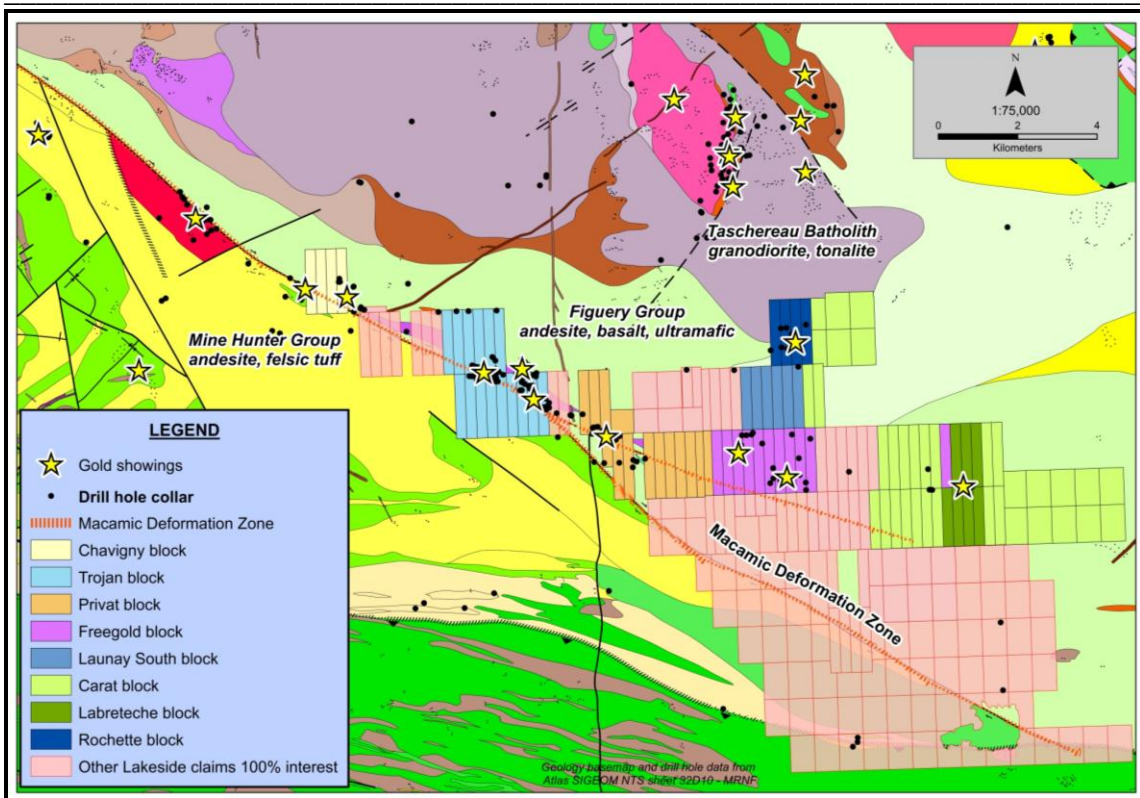 N
1:75,000
0 2 4
Kilometers
Taschereau Batholith
granodiorite, tonalite
Figuery Group
andesite, basalt, ultramafic
Mine Hunter Group
andesite, felsic tuff
Macamic Deformation Zone
LEGEND
Gold showings
Drill hole collar
Macamic Deformation Zone
Chavigny block
Trojan block
Privat block
Freegold block
Launay South block
Carat block
Labreteche block
Rochette block
Other Lakeside claims 100% interest
Geology basemap and drill hole data from
Atlas SIGEOM NTS sheet 32D10 - MRNF